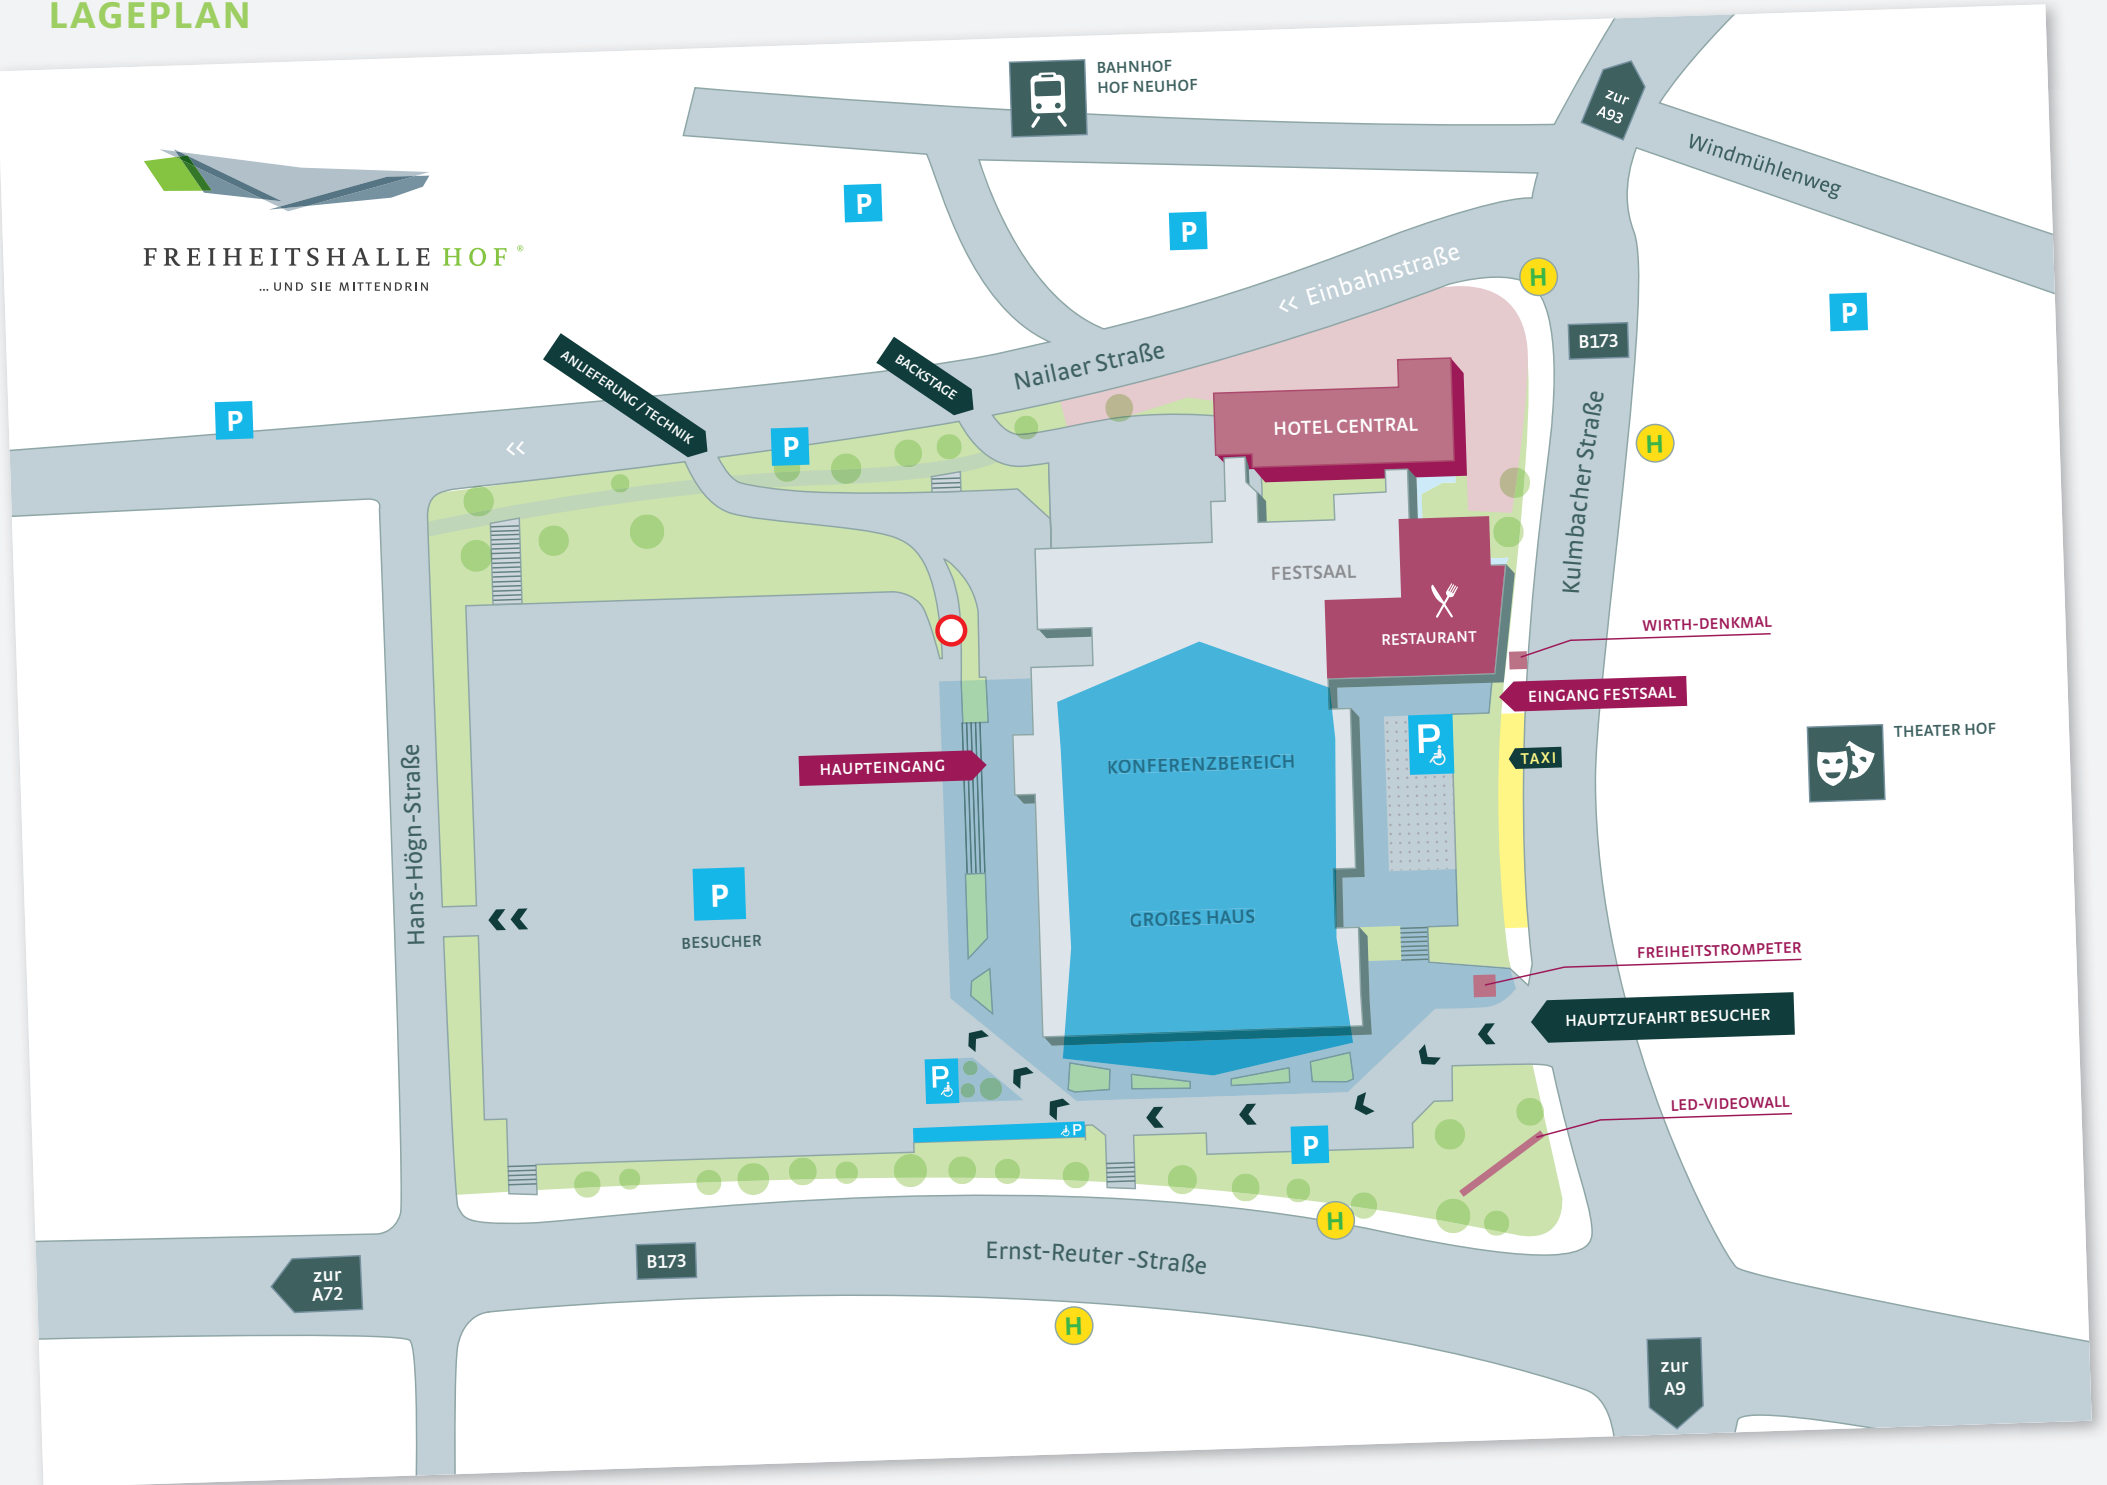 LAGEPLAN
BAHNHOF
HOF NEUHOF
zur
A93
Windmühlenweg
P
P
FREIHEITSHALLE HOF ®
... UND SIE MITTENDRIN
« Einbahnstraße
H
P
B173
ANLIEFERUNG / TECHNIK
BACKSTAGE
Nailaer Straße
P
«
P
HOTEL CENTRAL
H
Kulmbacher Straße
FESTSAAL
RESTAURANT
WIRTH-DENKMAL
EINGANG FESTSAAL
THEATER HOF
P
TAXI
HAUPTEINGANG
KONFERENZBEREICH
Hans-Högn-Straße
P
BESUCHER
GROßES HAUS
FREIHEITSTROMPETER
HAUPTZUFAHRT BESUCHER
P
P
P
LED-VIDEOWALL
H
Ernst-Reuter-Straße
B173
zur
A72
H
zur
A9